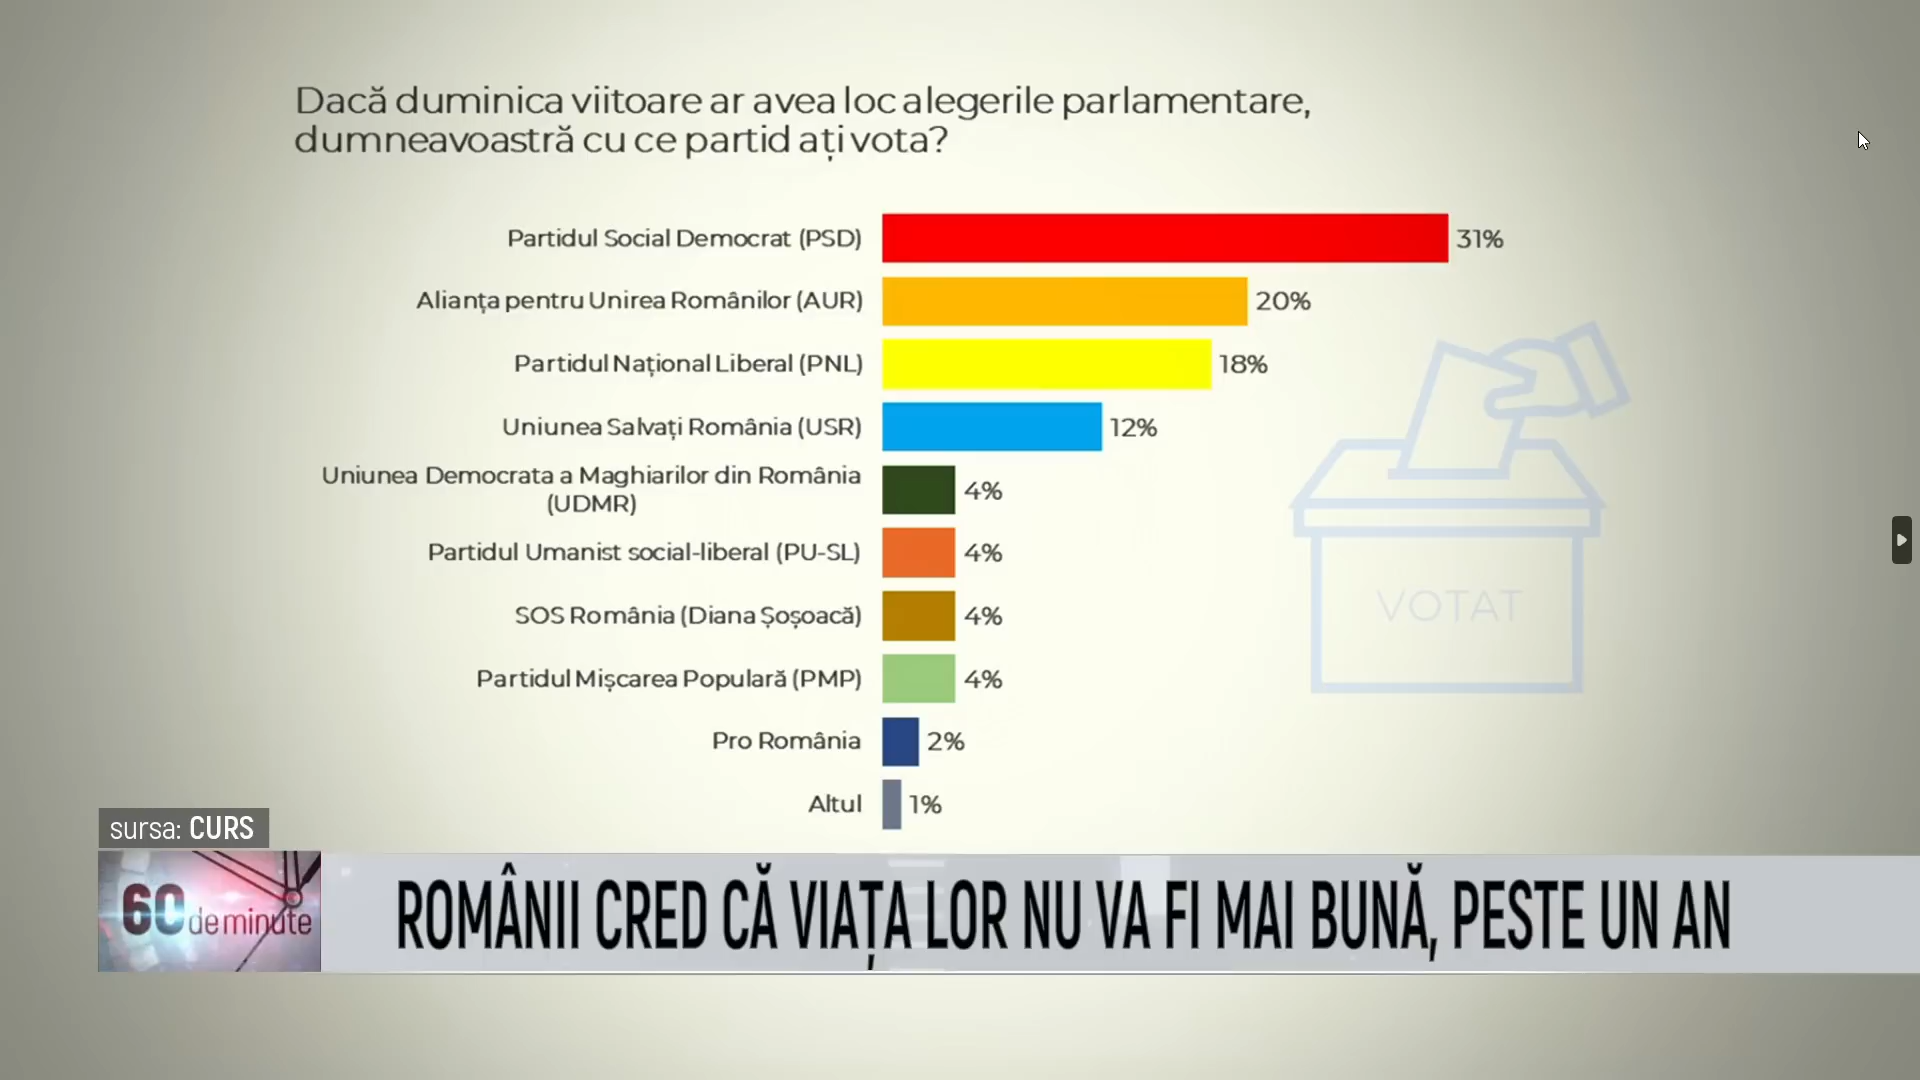 Dacă duminica viitoare ar avea loc alegerile parlamentare,
dumneavoastră cu ce partid ați vota?
Partidul Social Democrat (PSD) 31%
Alianța pentru Unirea Românilor (AUR) 20%
Partidul Național Liberal (PNL) 18%
Uniunea Salvați România (USR) 12%
Uniunea Democrata a Maghiarilor din România
(UDMR) 4%
Partidul Umanist social-liberal (PU-SL) 4%
SOS România (Diana Șoșoacă) 4%
Partidul Mișcarea Populară (PMP) 4%
Pro România 2%
Altul 1%
VOTAT
sursa: CURS
60 de minute
ROMÂNII CRED CĂ VIAȚA LOR NU VA FI MAI BUNĂ, PESTE UN AN